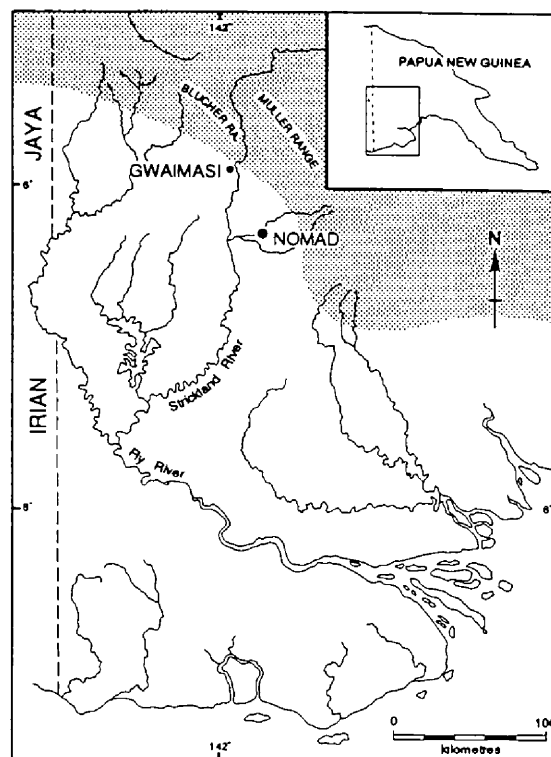 142°
PAPUA NEW GUINEA
BLUCHER RA.
MULLER RANGE
JAYA
GWAIMASI
6°
NOMAD
N
Strickland River
IRIAN
Fly River
8°
0
100
kilometres
142°